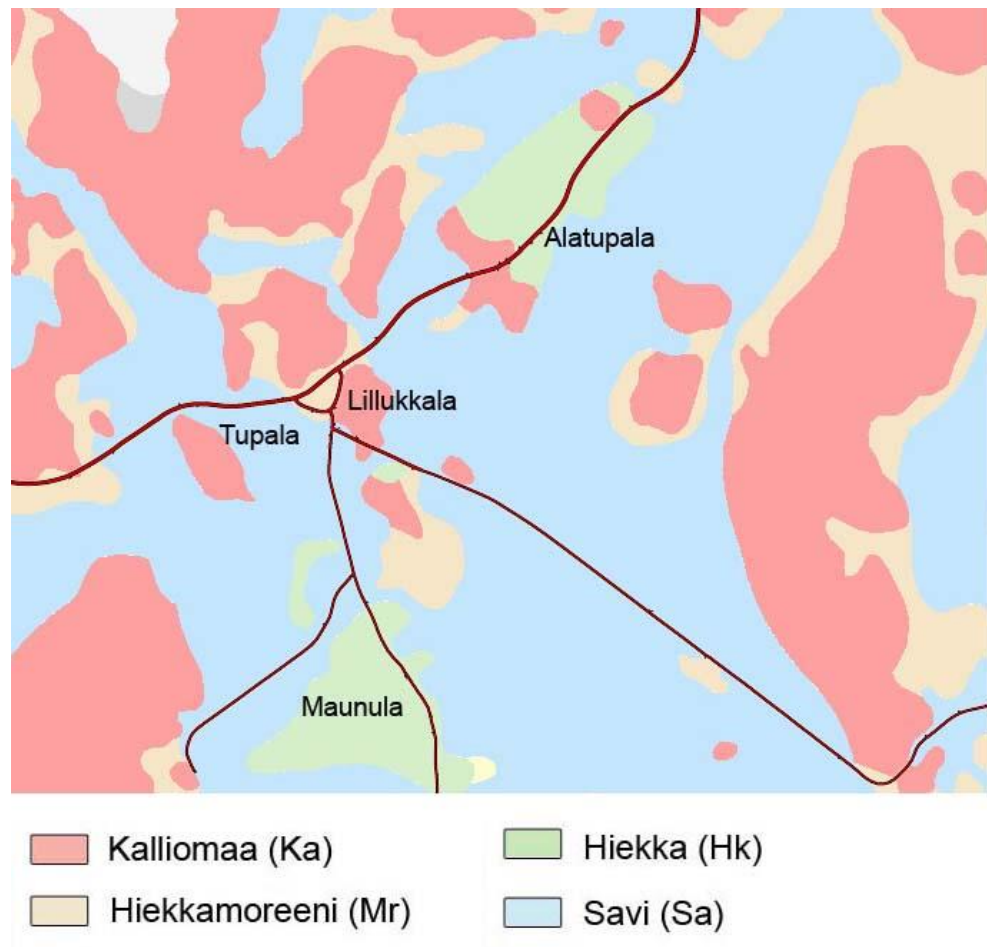 Alatupala
Lillukkala
Tupala
Maunula
Kalliomaa (Ka)
Hiekka (Hk)
Hiekkamoreeni (Mr)
Savi (Sa)